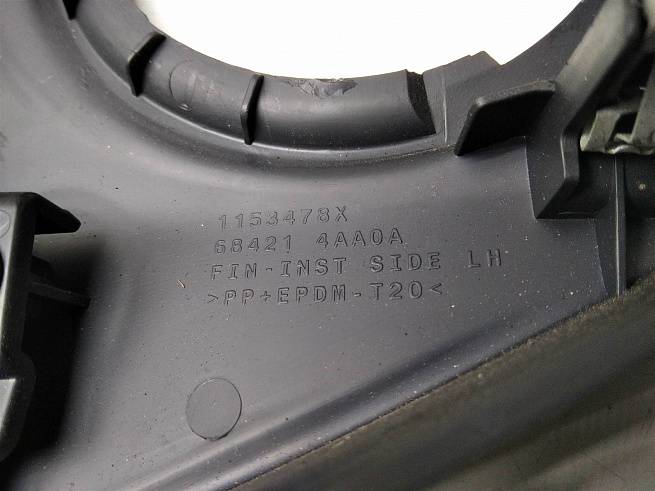 1153478X
68421 4AA0A
FIN-INST SIDE LH
>PP+EPDM-T20<